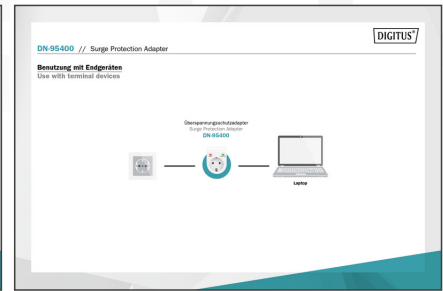 DIGITUS®
DN-95400 // Surge Protection Adapter
Benutzung mit Endgeräten
Use with terminal devices
Überspannungsschutzadapter
Surge Protection Adapter
DN-95400
Laptop